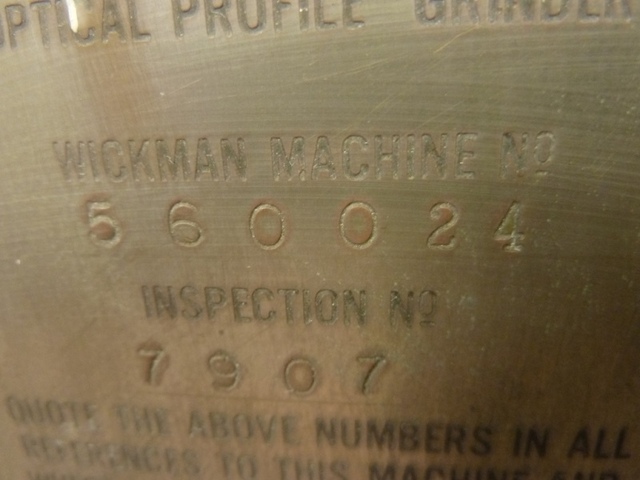 OPTICAL PROFILE GRINDER
WICKMAN MACHINE Nº
560024
INSPECTION Nº
7907
QUOTE THE ABOVE NUMBERS IN ALL
REFRENCES TO THIS MACHINE AND